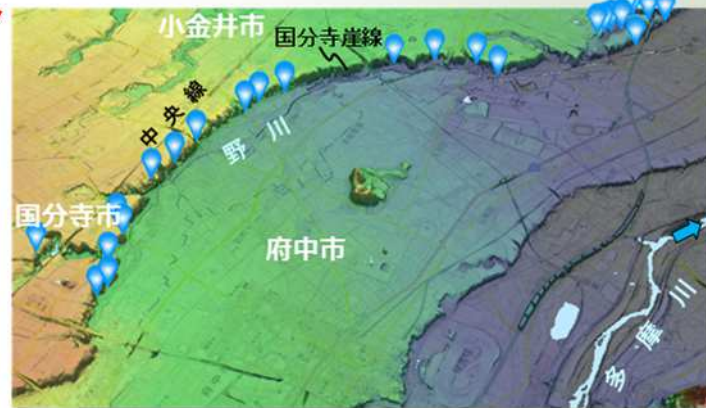 小金井市
国分寺崖線
中央線
野川
国分寺市
府中市
多摩川